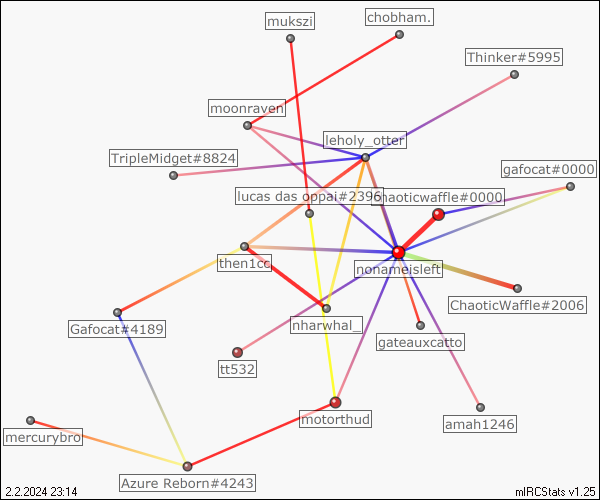 chobham.
mukszi
Thinker#5995
moonraven
leholy_otter
TripleMidget#8824
gafocat#0000
lucas das oppai#2396
chaoticwaffle#0000
then1cc
nonameisleft
ChaoticWaffle#2006
Gafocat#4189
nharwhal_
gateauxcatto
tt532
motorthud
amah1246
mercurybro
Azure Reborn#4243
2.2.2024 23:14
mIRCStats v1.25